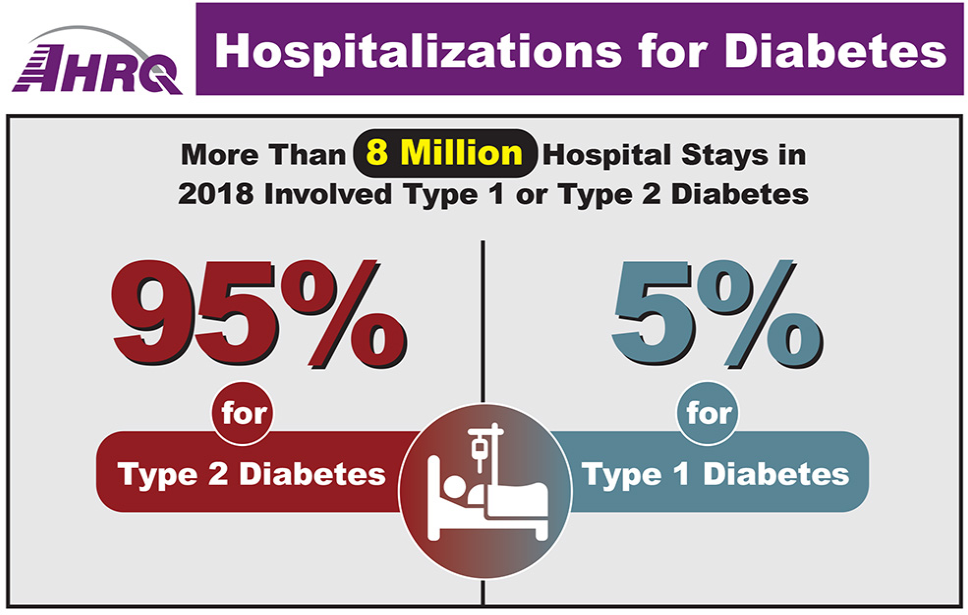 AHRQ
Hospitalizations for Diabetes
More Than 8 Million Hospital Stays in
2018 Involved Type 1 or Type 2 Diabetes
95%
for
Type 2 Diabetes
5%
for
Type 1 Diabetes